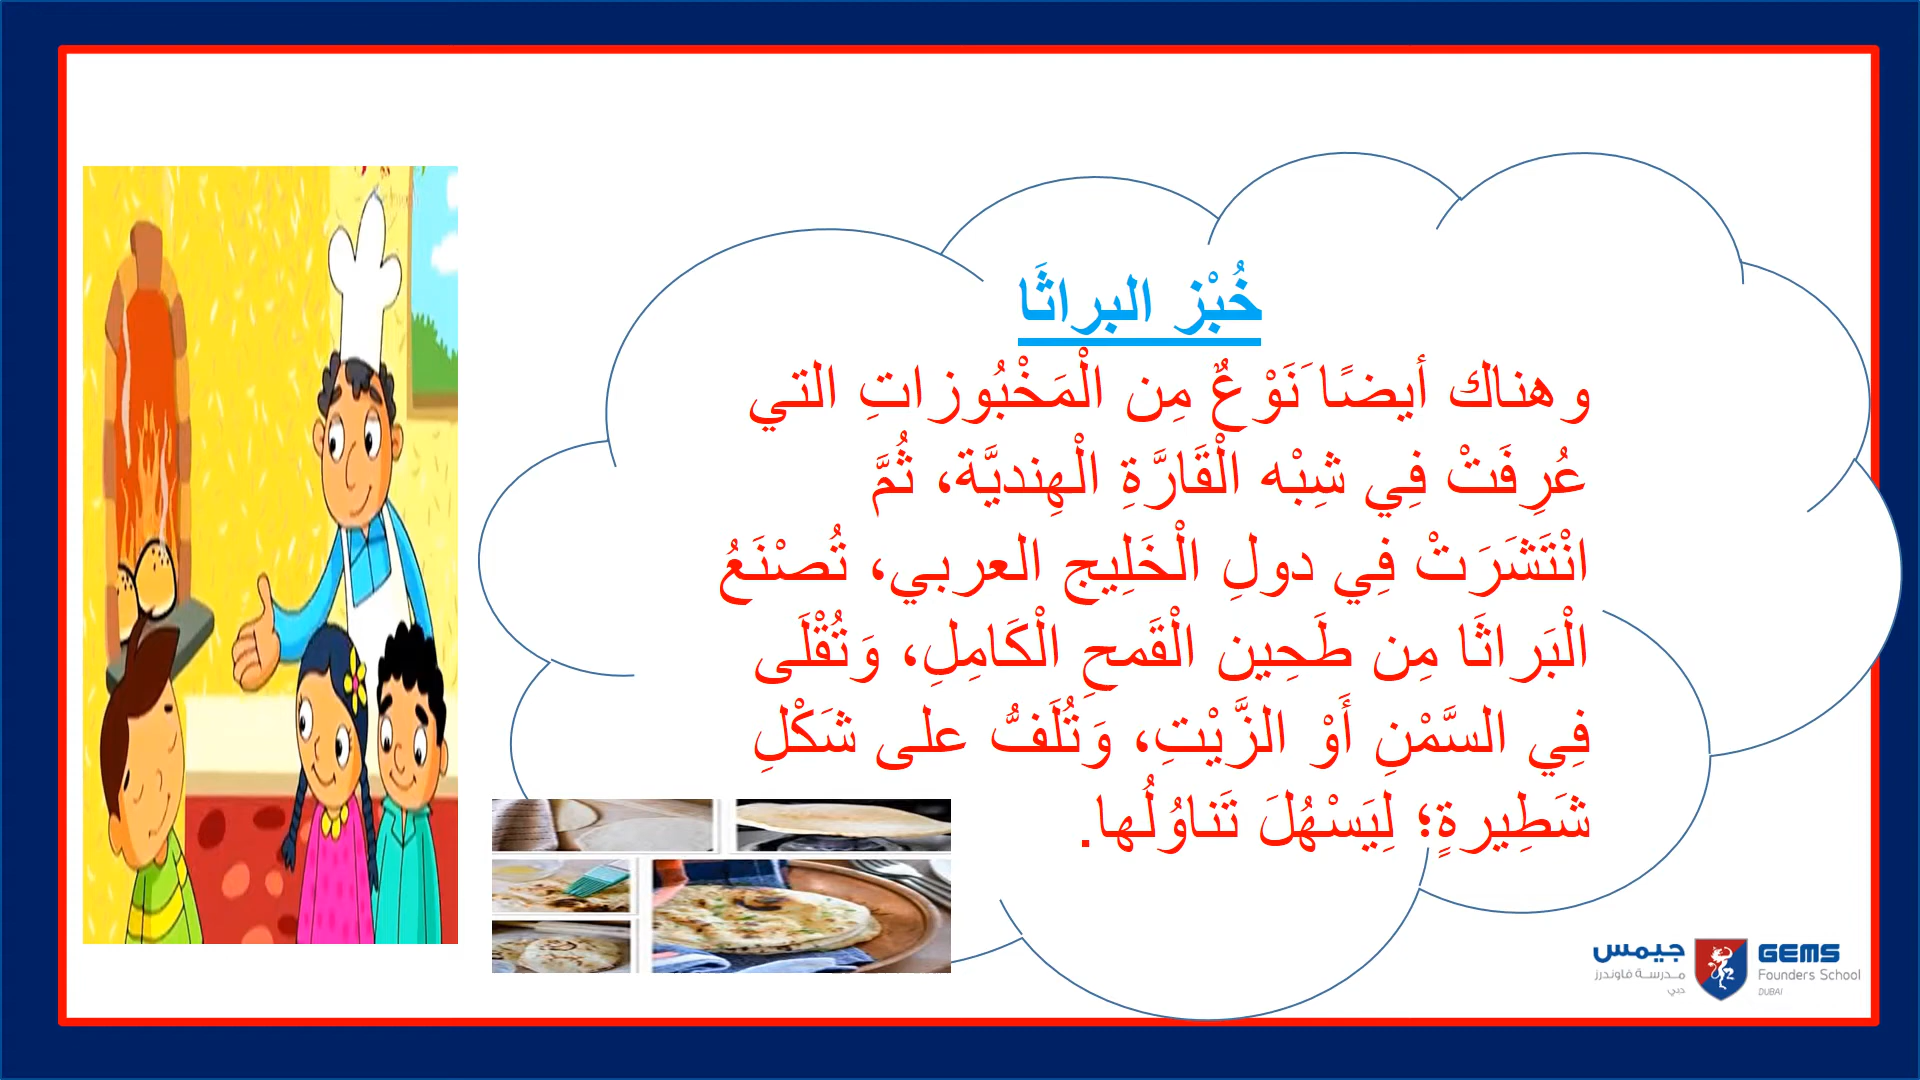 خُبْز البراثَا
وهناك أيضًا َنَوْعٌ مِن الْمَخْبُوزاتِ التي
عُرِفَتْ فِي شِبْه الْقَارَّةِ الْهِنديَّة، ثُمَّ
انْتَشَرَتْ فِي دولِ الْخَلِيج العربي، تُصْنَعُ
الْبَراثَا مِن طَحِين الْقَمحِ الْكَامِلِ، وَتُقْلَى
فِي السَّمْنِ أَوْ الزَّيْتِ، وَتُلَفُّ على شَكْلِ
شَطِيرةٍ؛ لِيَسْهُلَ تَناوُلُها.
جيمس
مدرسة فاوندرز
دبي
GEMS
Founders School
DUBAI